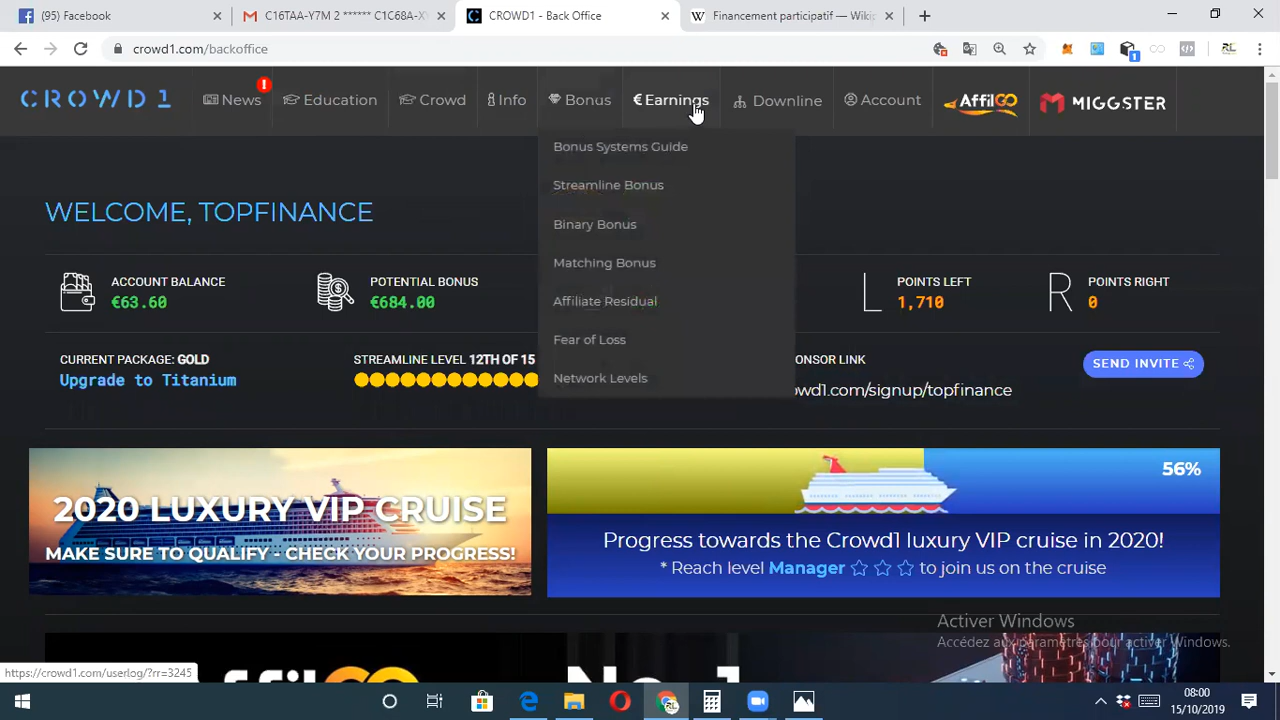 (95) Facebook
C16TAA-Y7M 2 ****** C1C68A-X
CROWD1 - Back Office
Financement participatif — Wiki
crowd1.com/backoffice
CROWD1
News
!
Education
Crowd
Info
Bonus
€Earnings
Downline
Account
AFFILGO
MIGGSTER
Bonus Systems Guide
Streamline Bonus
Binary Bonus
Matching Bonus
Affiliate Residual
Fear of Loss
Network Levels
WELCOME, TOPFINANCE
ACCOUNT BALANCE
€63.60
POTENTIAL BONUS
€684.00
L
POINTS LEFT
1,710
R
POINTS RIGHT
0
CURRENT PACKAGE: GOLD
Upgrade to Titanium
STREAMLINE LEVEL 12TH OF 15
ONSOR LINK
owd1.com/signup/topfinance
SEND INVITE
2020 LUXURY VIP CRUISE
MAKE SURE TO QUALIFY - CHECK YOUR PROGRESS!
56%
Progress towards the Crowd1 luxury VIP cruise in 2020!
* Reach level Manager ☆ ☆ ☆ to join us on the cruise
Activer Windows
Accédez aux paramètres pour activer Windows.
https://crowd1.com/userlog/?rr=3245
08:00
15/10/2019